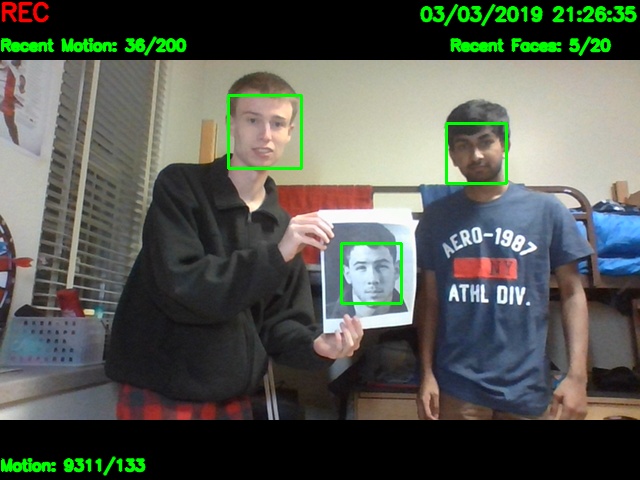 REC
03/03/2019 21:26:35
Recent Motion: 36/200
Recent Faces: 5/20
AERO-1987
NY
ATHL DIV.
Motion: 9311/133